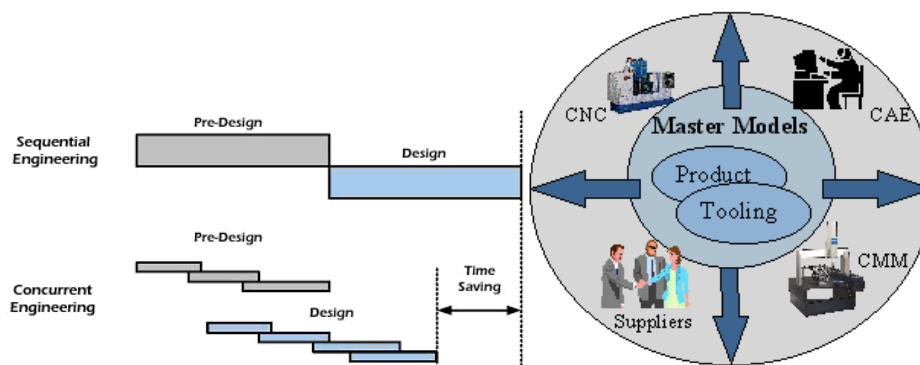 Pre-Design
Sequential
Engineering
Design
Pre-Design
Concurrent
Engineering
Design
Time
Saving
CNC
CAE
Master Models
Product
Tooling
CMM
Suppliers